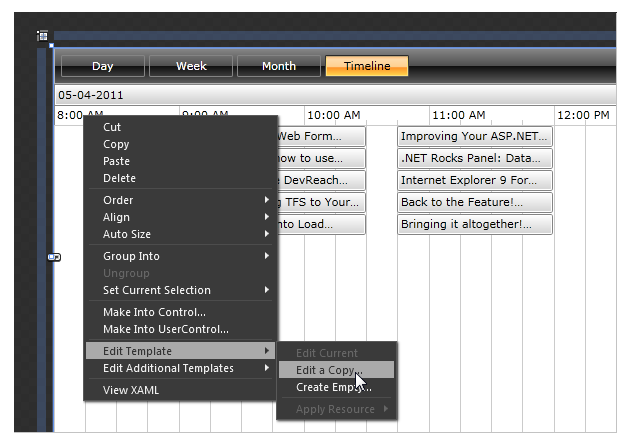 Day Week Month Timeline
05-04-2011
8:00 AM 9:00 AM 10:00 AM 11:00 AM 12:00 PM
Web Form... Improving Your ASP.NET...
how to use... .NET Rocks Panel: Data...
DevReach... Internet Explorer 9 For...
TFS to Your... Back to the Feature!...
nto Load... Bringing it altogether!...
Cut
Copy
Paste
Delete
Order
Align
Auto Size
Group Into
Ungroup
Set Current Selection
Make Into Control...
Make Into UserControl...
Edit Template
Edit Additional Templates
View XAML
Edit Current
Edit a Copy...
Create Empty...
Apply Resource